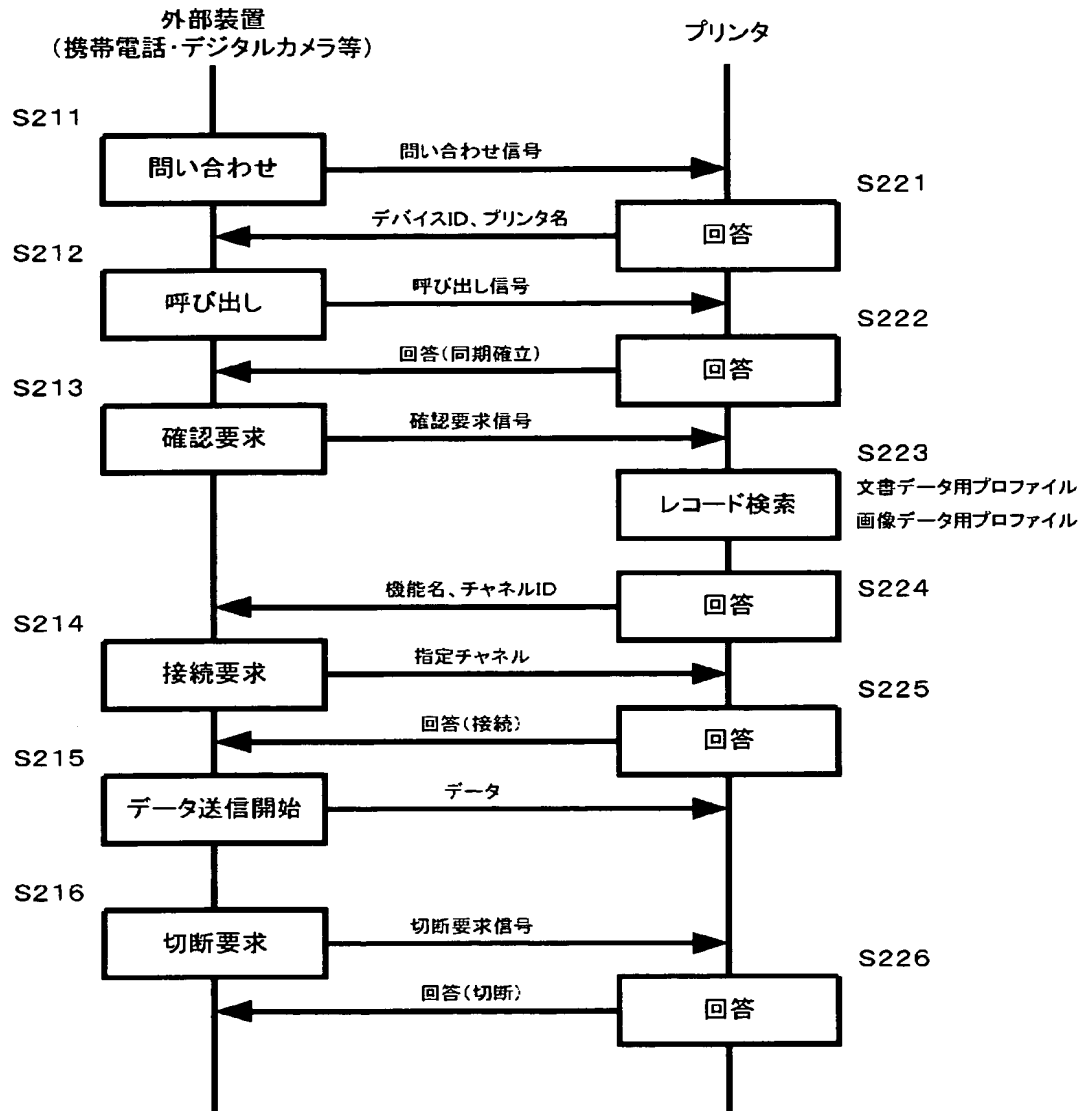 外部装置
(携帯電話・デジタルカメラ等)
プリンタ
S211
問い合わせ
問い合わせ信号
S221
デバイスID、プリンタ名
回答
S212
呼び出し
呼び出し信号
S222
回答(同期確立)
回答
S213
確認要求
確認要求信号
S223
レコード検索
文書データ用プロファイル
画像データ用プロファイル
機能名、チャネルID
回答
S224
S214
接続要求
指定チャネル
S225
回答(接続)
回答
S215
データ送信開始
データ
S216
切断要求
切断要求信号
S226
回答(切断)
回答